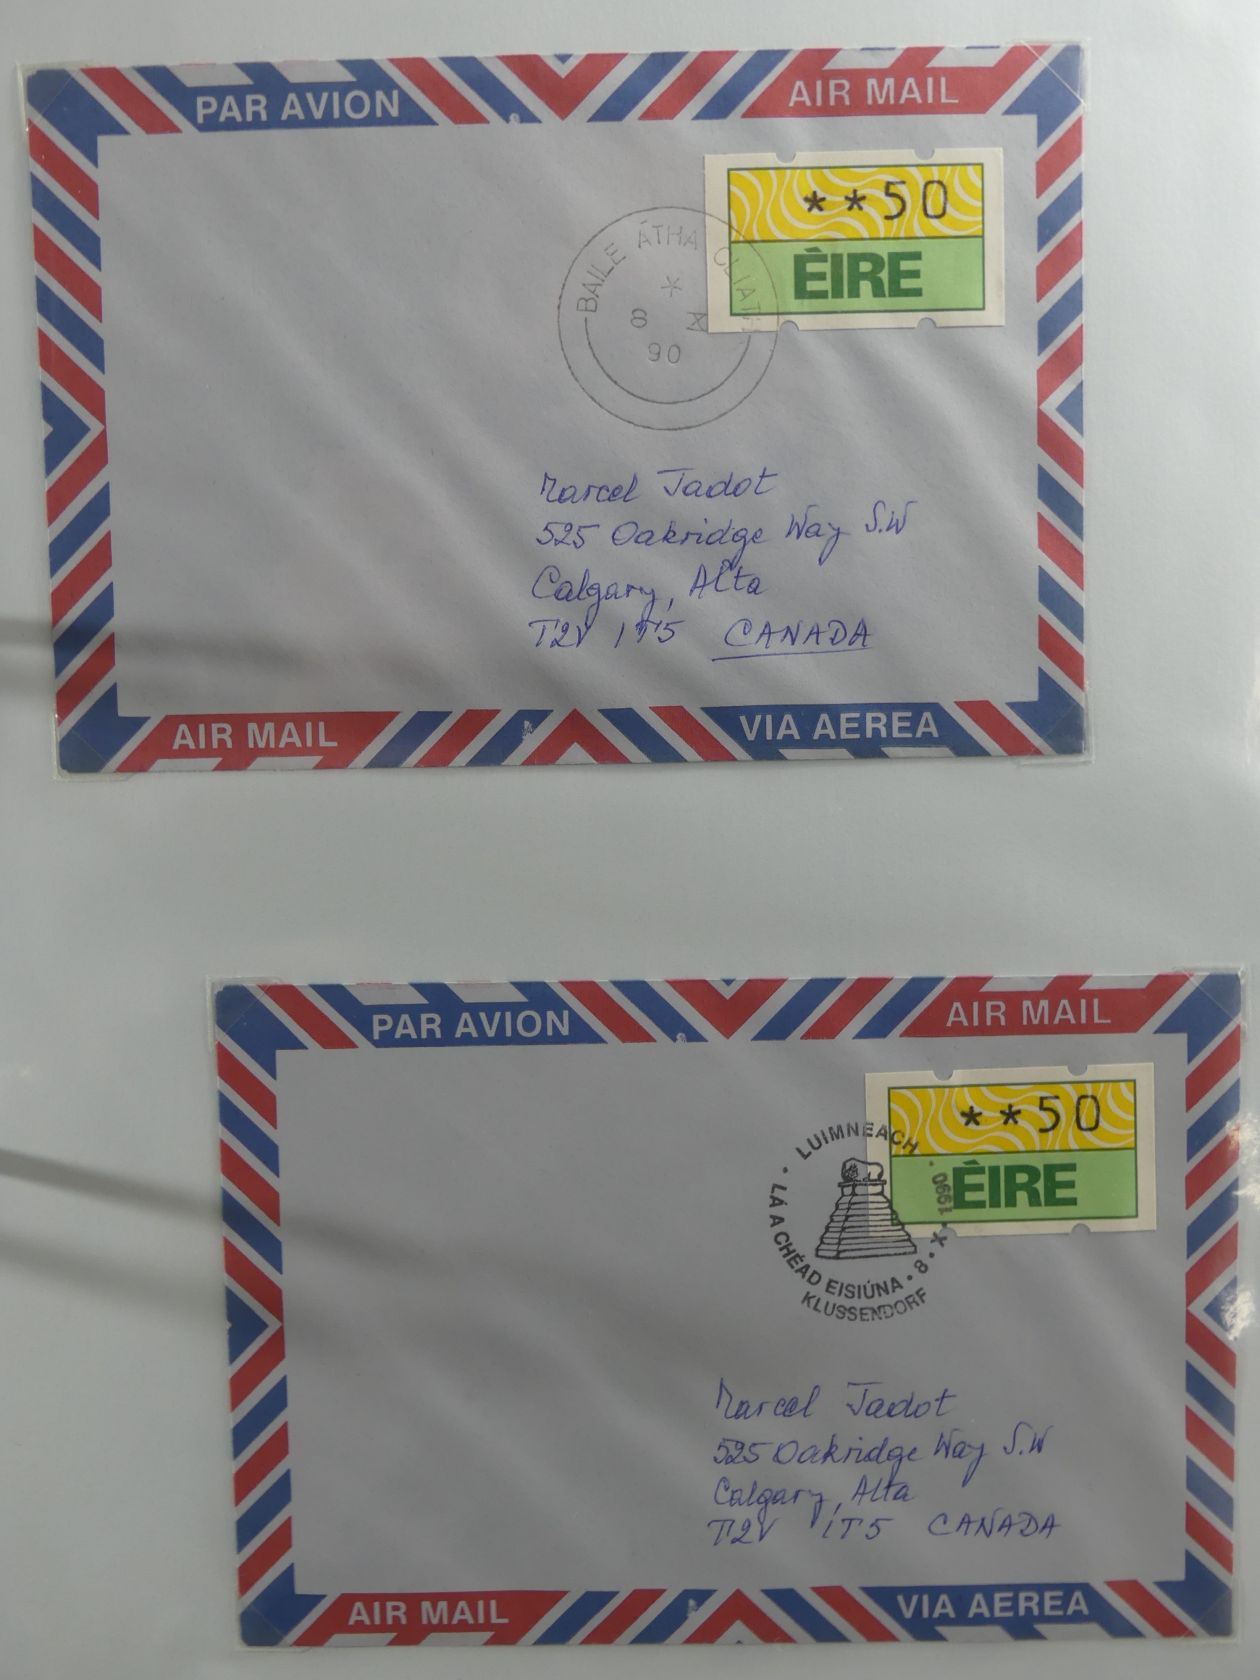 PAR AVION
AIR MAIL
**50
ÉIRE
BAILE ÁTHA CLIATH
*
8 X
90
Marcel Jadot
525 Oakridge Way S.W
Calgary, Alta
T2V 1T5 CANADA
AIR MAIL
VIA AEREA
PAR AVION
AIR MAIL
**50
ÉIRE
LUIMNEACH
• LÁ A CHÉAD EISIÚNA • 8 • X • 1990 •
KLUSSENDORF
Marcel Jadot
525 Oakridge Way S.W
Calgary, Alta
T2V 1T5 CANADA
AIR MAIL
VIA AEREA